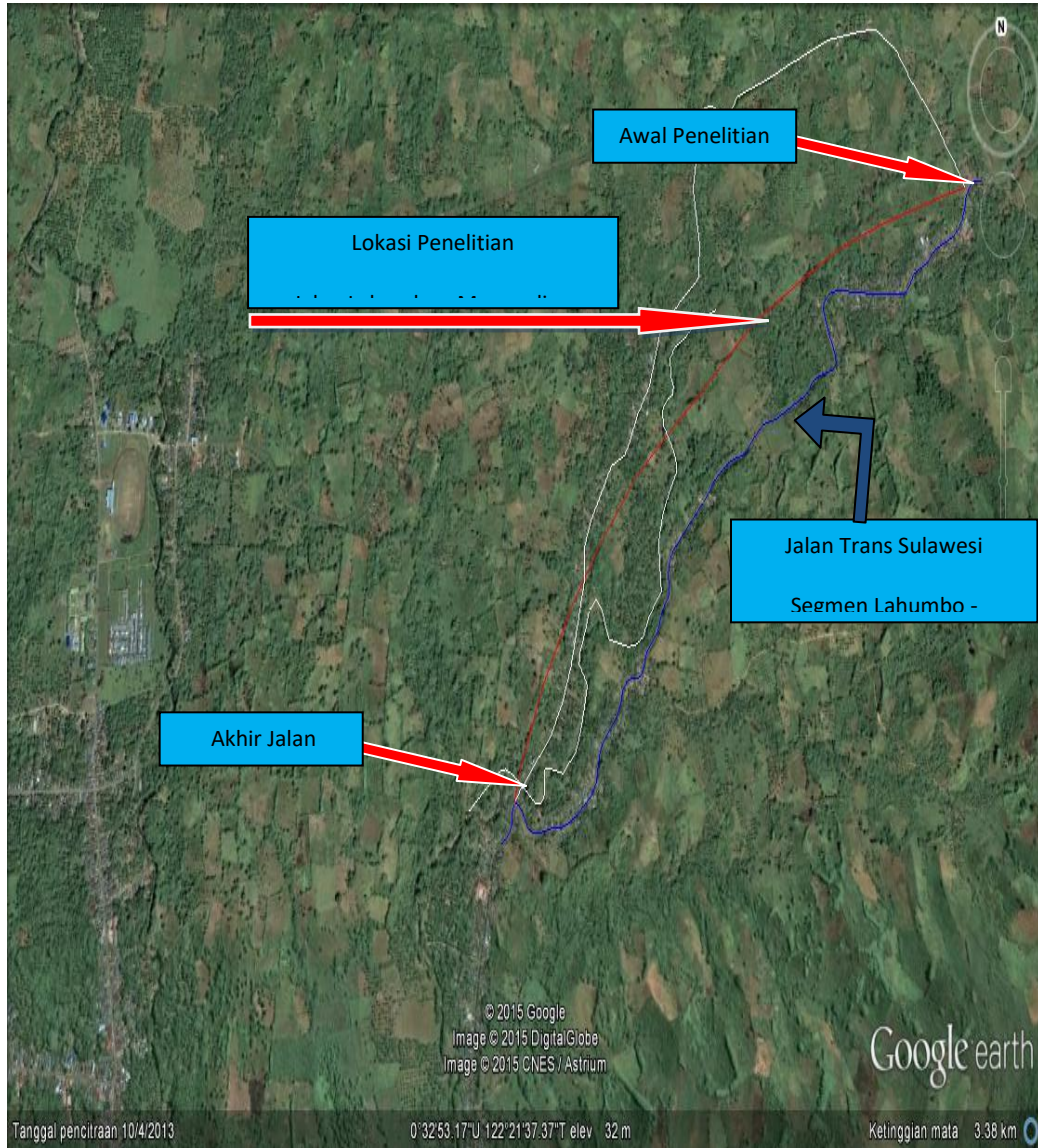 N
Awal Penelitian
Lokasi Penelitian
Jalan Trans Sulawesi
Segmen Lahumbo -
Akhir Jalan
© 2015 Google
Image © 2015 DigitalGlobe
Image © 2015 CNES / Astrium
Google earth
Tanggal pencitraan 10/4/2013 0°32'53.17"U 122°21'37.37"T elev 32 m Ketinggian mata 3.38 km